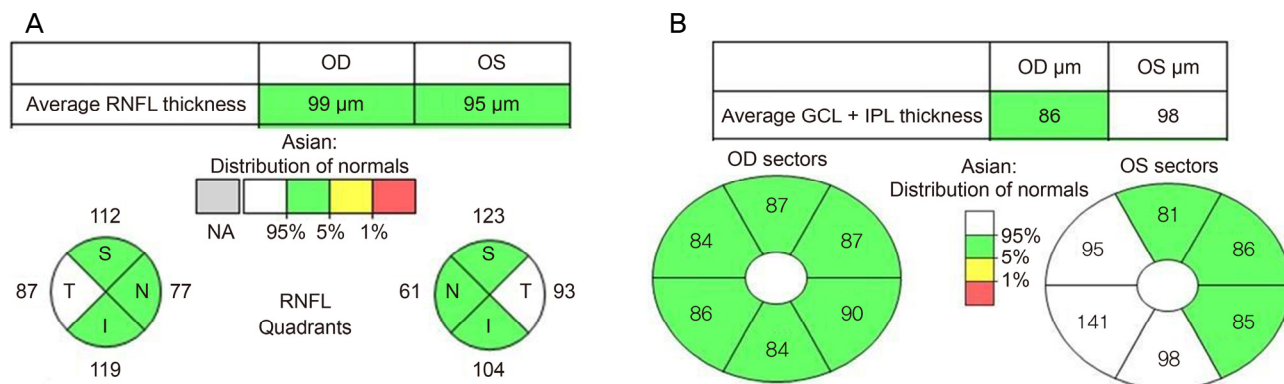 A
OD OS
Average RNFL thickness 99 µm 95 µm
Asian:
Distribution of normals
NA 95% 5% 1%
112
S
87 T N 77
I
119
RNFL
Quadrants
123
S
61 N T 93
I
104
B
OD µm OS µm
Average GCL + IPL thickness 86 98
OD sectors
87
84 87
86 90
84
Asian:
Distribution of normals
95%
5%
1%
OS sectors
81
95 86
141 85
98